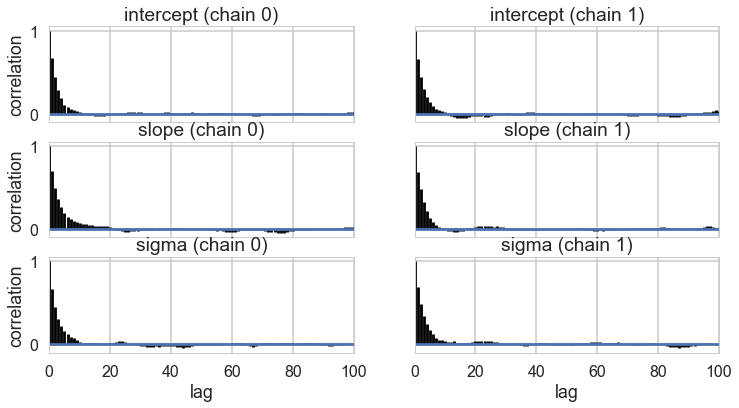 intercept (chain 0)
intercept (chain 1)
1
correlation
0
slope (chain 0)
slope (chain 1)
1
correlation
0
sigma (chain 0)
sigma (chain 1)
1
correlation
0
0 20 40 60 80 100
0 20 40 60 80 100
lag
lag